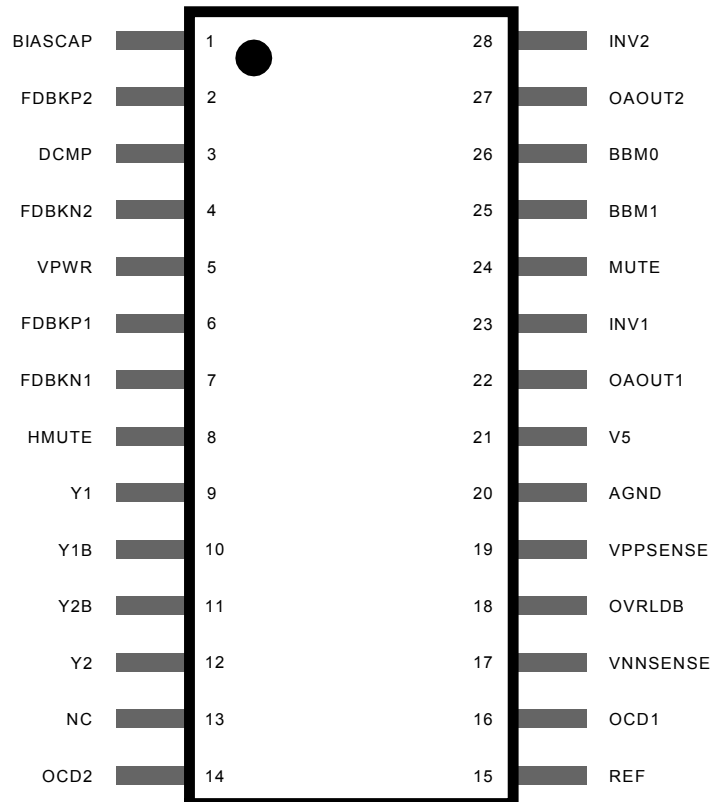 BIASCAP 1 28 INV2
FDBKP2 2 27 OAOUT2
DCMP 3 26 BBM0
FDBKN2 4 25 BBM1
VPWR 5 24 MUTE
FDBKP1 6 23 INV1
FDBKN1 7 22 OAOUT1
HMUTE 8 21 V5
Y1 9 20 AGND
Y1B 10 19 VPPSENSE
Y2B 11 18 OVRLDB
Y2 12 17 VNNSENSE
NC 13 16 OCD1
OCD2 14 15 REF